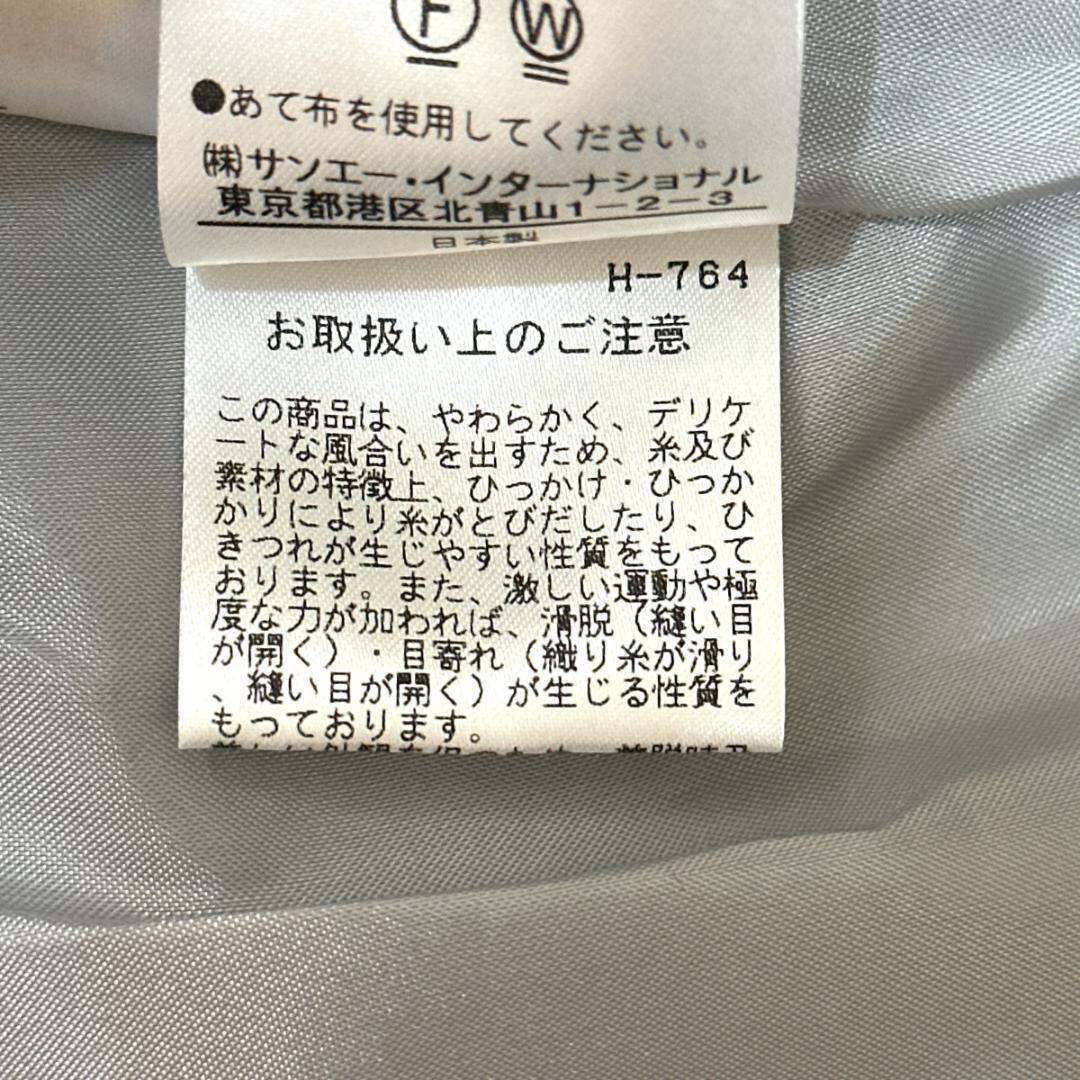 F W
●あて布を使用してください。
㈱サンエー・インターナショナル
東京都港区北青山1-2-3
日本製
H-764
お取扱い上のご注意
この商品は、やわらかく、デリケ
ートな風合いを出すため、糸及び
素材の特徴上、ひっかけ・ひっか
かりにより糸がとびだしたり、ひ
きつれが生じやすい性質をもって
おります。また、激しい運動や極
度な力が加われば、滑脱（縫い目
が開く）・目寄れ（織り糸が滑り
、縫い目が開く）が生じる性質を
もっております。